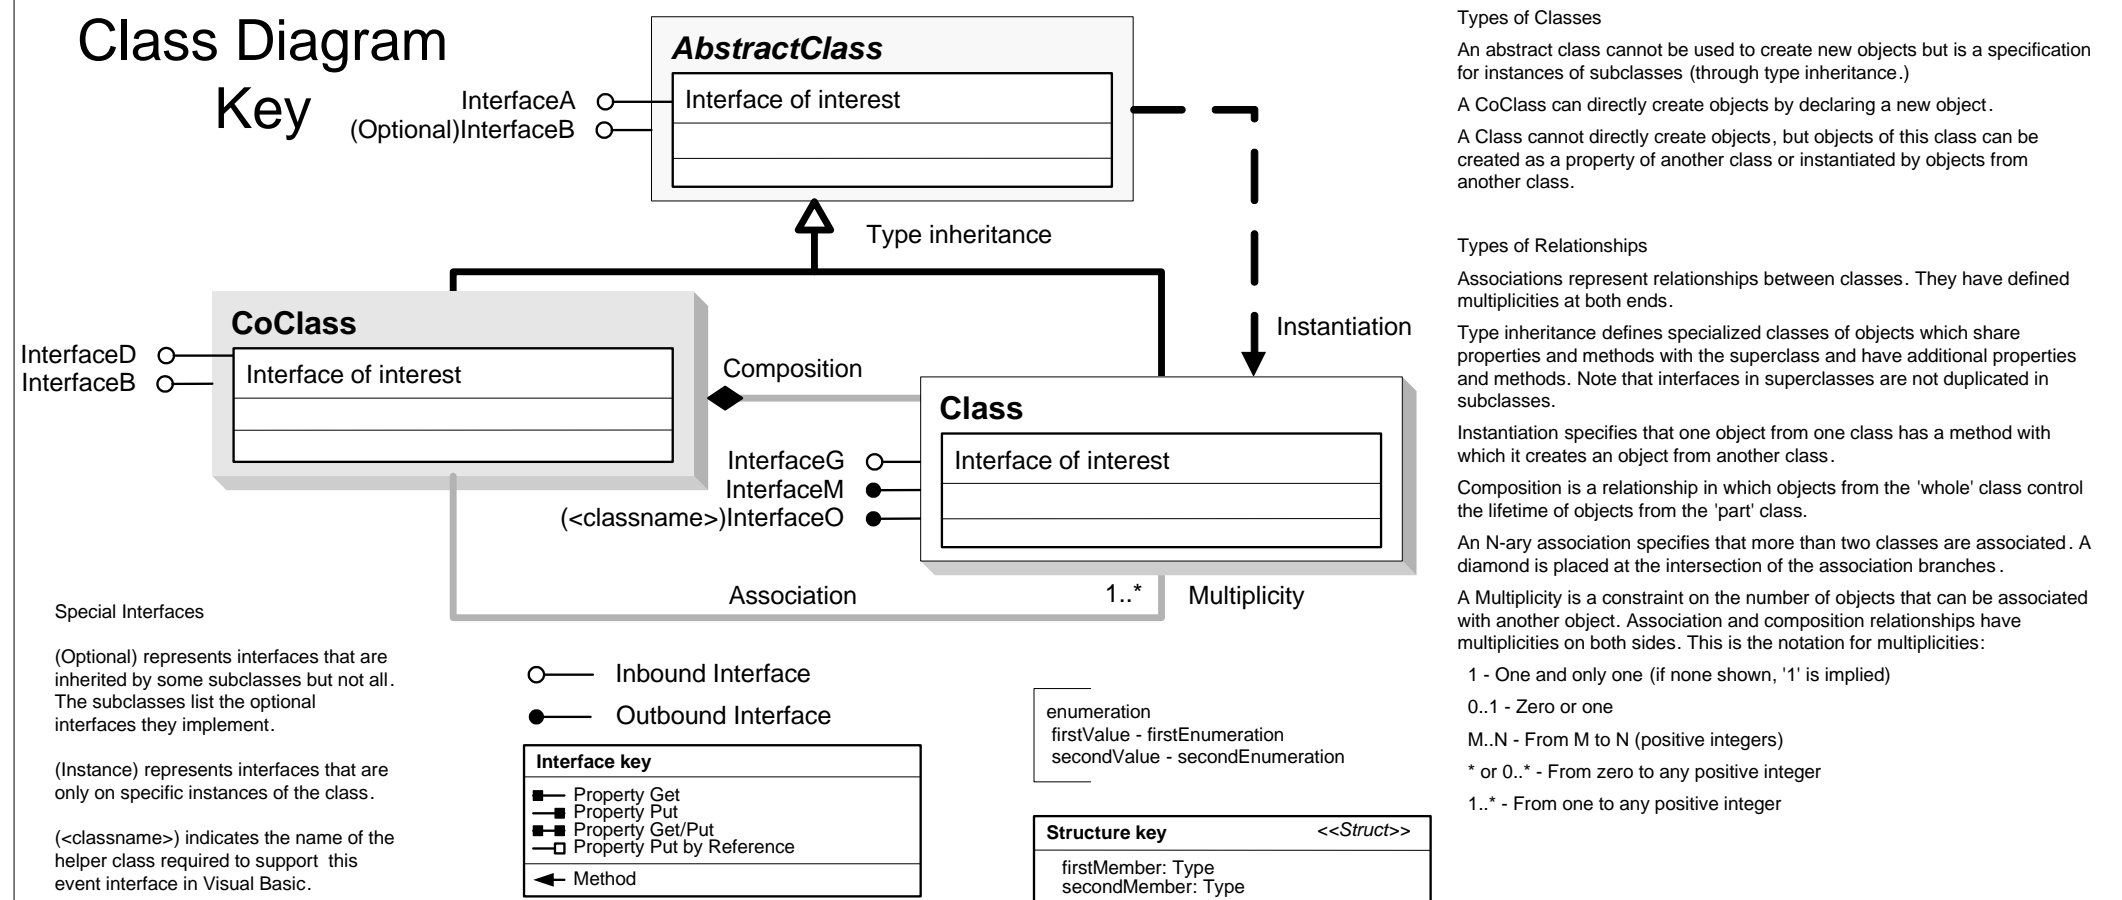 Class Diagram
Key
AbstractClass
InterfaceA
(Optional)InterfaceB
Interface of interest
Type inheritance
Instantiation
CoClass
InterfaceD
InterfaceB
Interface of interest
Composition
Class
InterfaceG
InterfaceM
(<classname>)InterfaceO
Interface of interest
Association
1..*
Multiplicity
Special Interfaces
(Optional) represents interfaces that are
inherited by some subclasses but not all.
The subclasses list the optional
interfaces they implement.
(Instance) represents interfaces that are
only on specific instances of the class.
(<classname>) indicates the name of the
helper class required to support this
event interface in Visual Basic.
Inbound Interface
Outbound Interface
Interface key
Property Get
Property Put
Property Get/Put
Property Put by Reference
Method
enumeration
firstValue - firstEnumeration
secondValue - secondEnumeration
Structure key
<<Struct>>
firstMember: Type
secondMember: Type
Types of Classes
An abstract class cannot be used to create new objects but is a specification
for instances of subclasses (through type inheritance.)
A CoClass can directly create objects by declaring a new object.
A Class cannot directly create objects, but objects of this class can be
created as a property of another class or instantiated by objects from
another class.
Types of Relationships
Associations represent relationships between classes. They have defined
multiplicities at both ends.
Type inheritance defines specialized classes of objects which share
properties and methods with the superclass and have additional properties
and methods. Note that interfaces in superclasses are not duplicated in
subclasses.
Instantiation specifies that one object from one class has a method with
which it creates an object from another class.
Composition is a relationship in which objects from the 'whole' class control
the lifetime of objects from the 'part' class.
An N-ary association specifies that more than two classes are associated. A
diamond is placed at the intersection of the association branches.
A Multiplicity is a constraint on the number of objects that can be associated
with another object. Association and composition relationships have
multiplicities on both sides. This is the notation for multiplicities:
1 - One and only one (if none shown, '1' is implied)
0..1 - Zero or one
M..N - From M to N (positive integers)
* or 0..* - From zero to any positive integer
1..* - From one to any positive integer